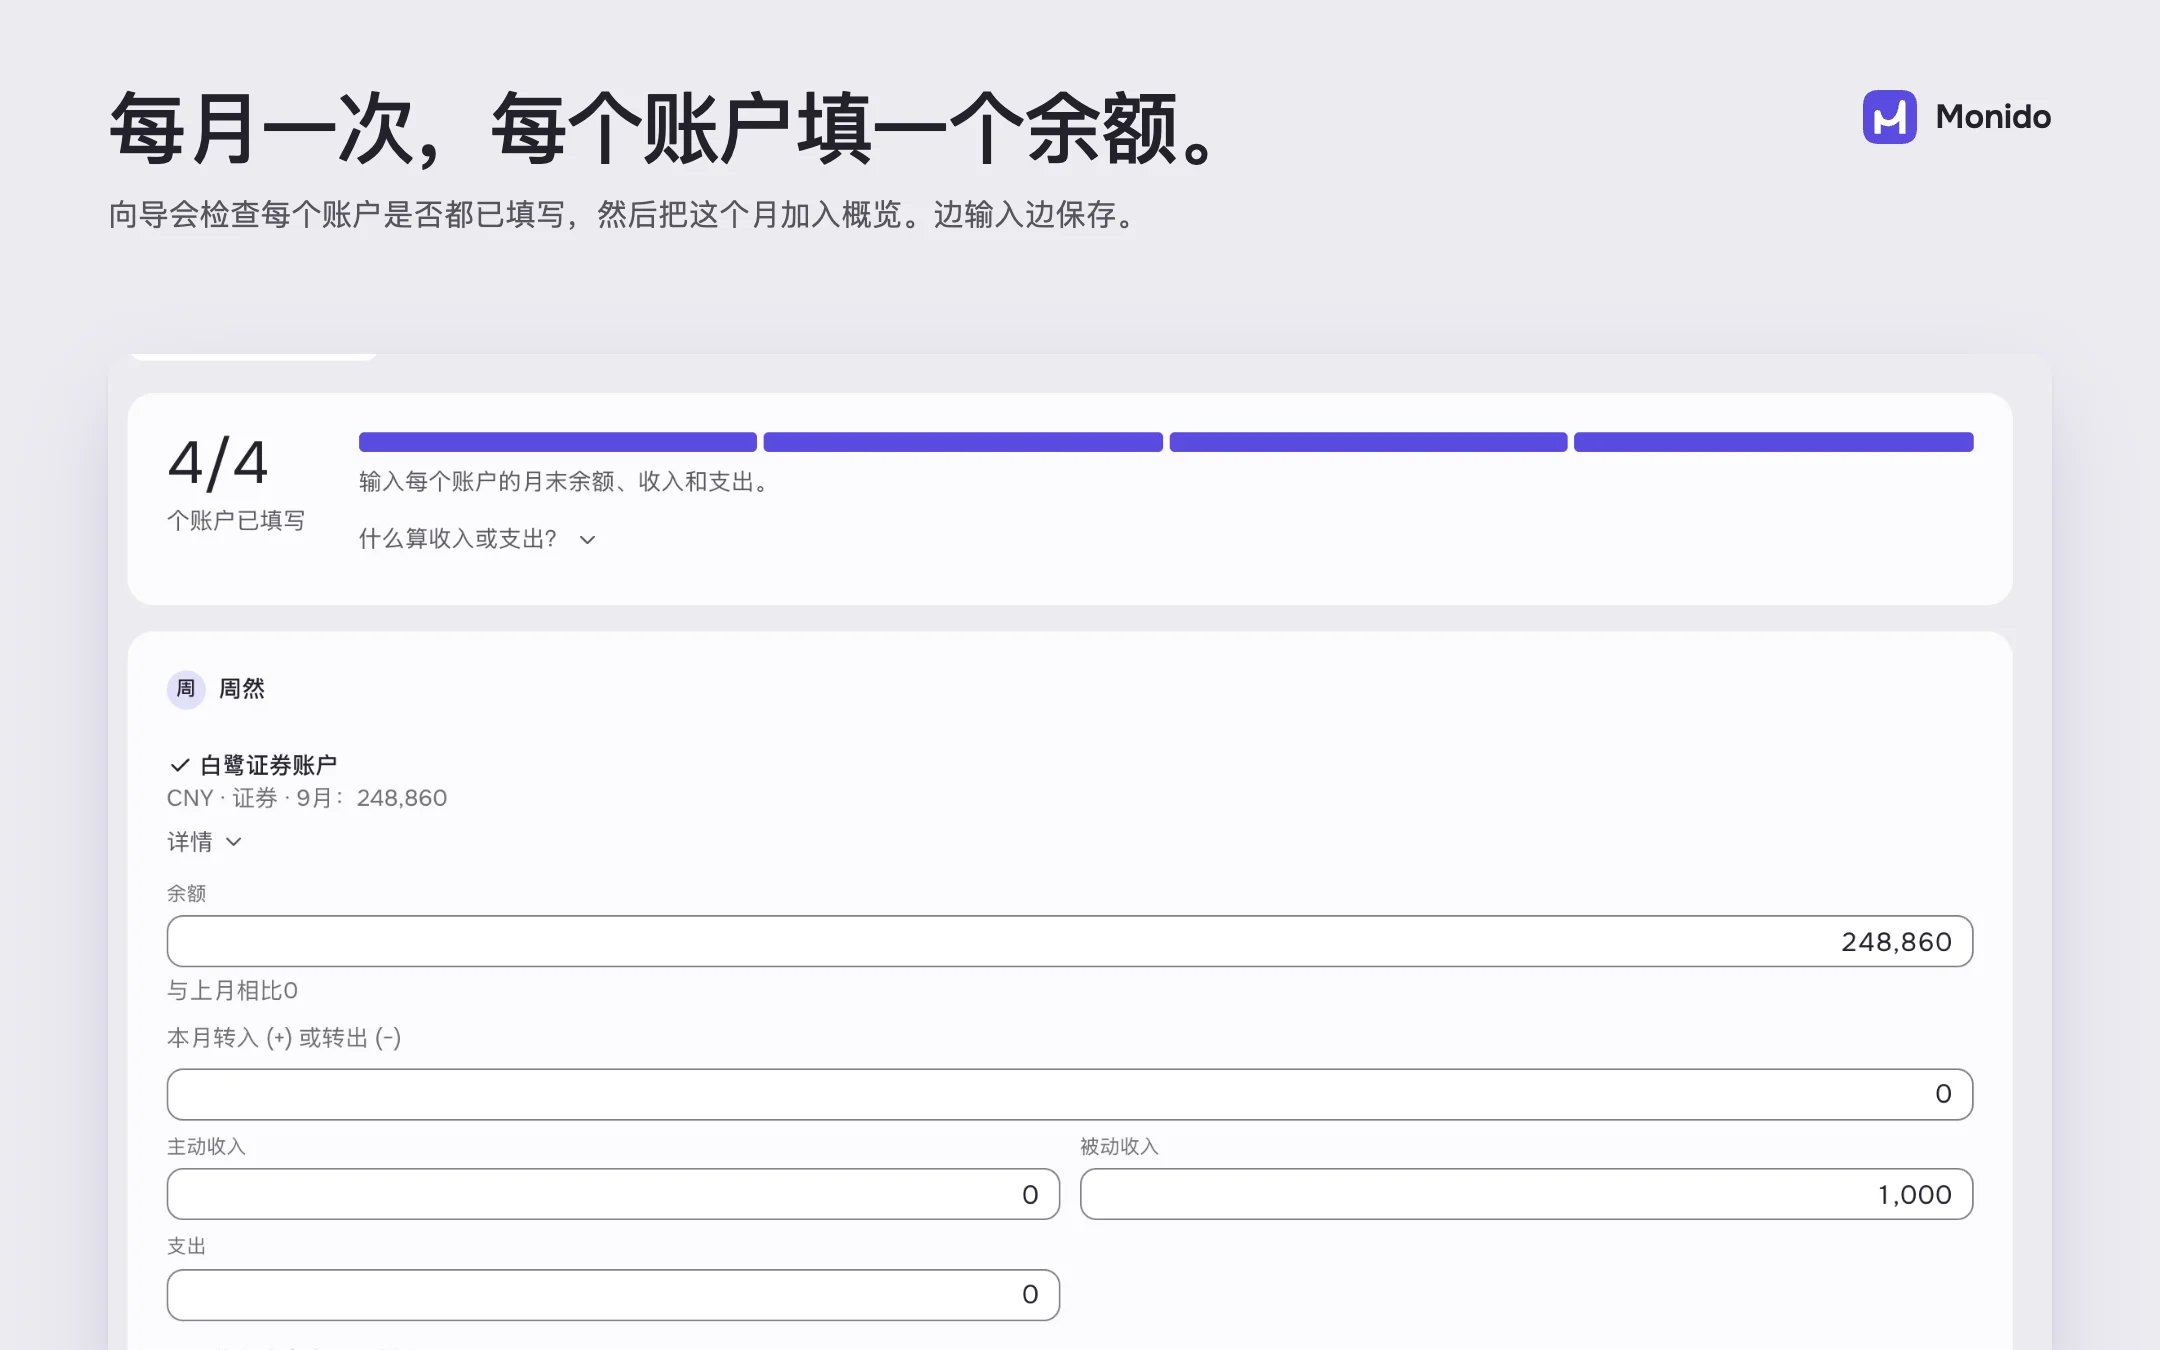 每月一次，每个账户填一个余额。
Monido
向导会检查每个账户是否都已填写，然后把这个月加入概览。边输入边保存。
4/4
个账户已填写
输入每个账户的月末余额、收入和支出。
什么算收入或支出？
周 周然
白鹭证券账户
CNY · 证券 · 9月：248,860
详情
余额
248,860
与上月相比0
本月转入 (+) 或转出 (−)
0
主动收入 被动收入
0 1,000
支出
0